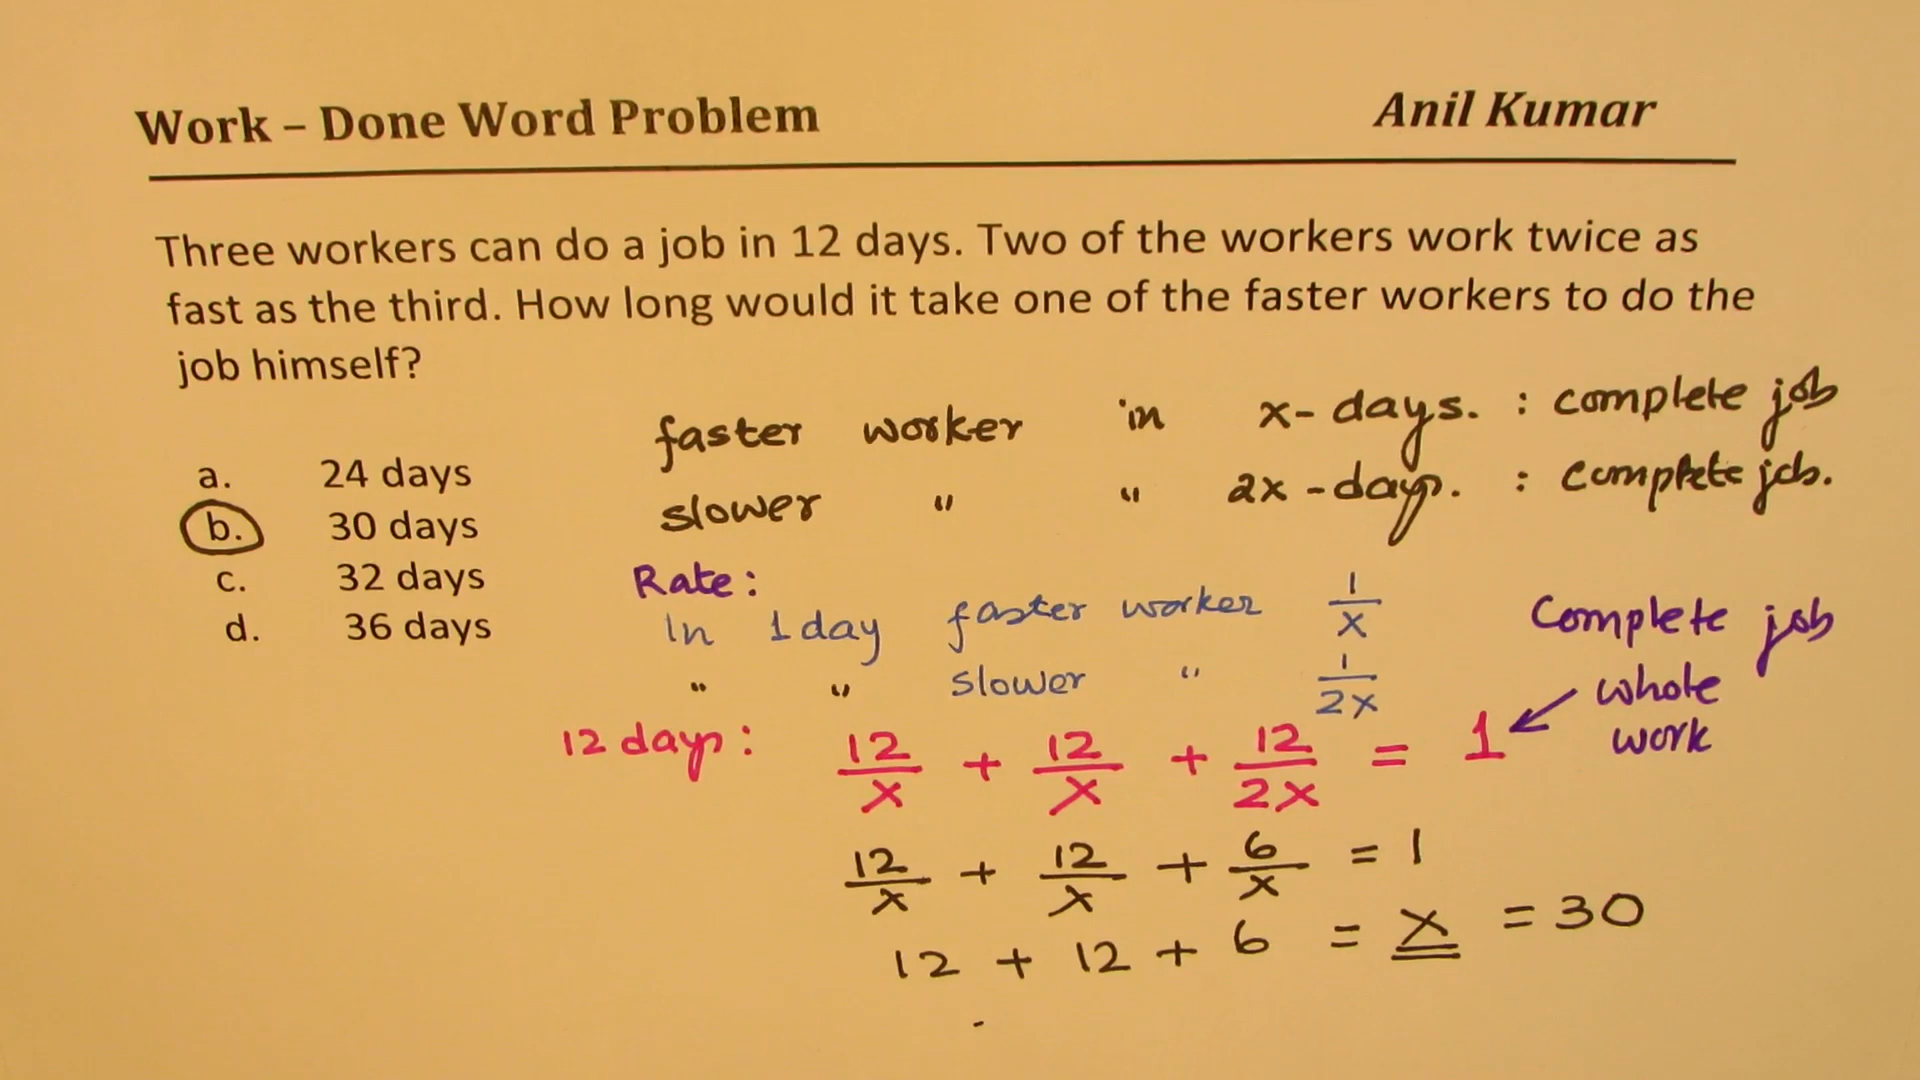 Work – Done Word Problem Anil Kumar
Three workers can do a job in 12 days. Two of the workers work twice as
fast as the third. How long would it take one of the faster workers to do the
job himself?
faster worker in x- days. : complete job
a. 24 days
slower " " 2x - days. : complete job.
b. 30 days
c. 32 days
d. 36 days
Rate:
In 1 day faster worker 1/x
" " slower " 1/2x
Complete job
whole
work
12 days: 12/x + 12/x + 12/2x = 1
12/x + 12/x + 6/x = 1
12 + 12 + 6 = x = 30